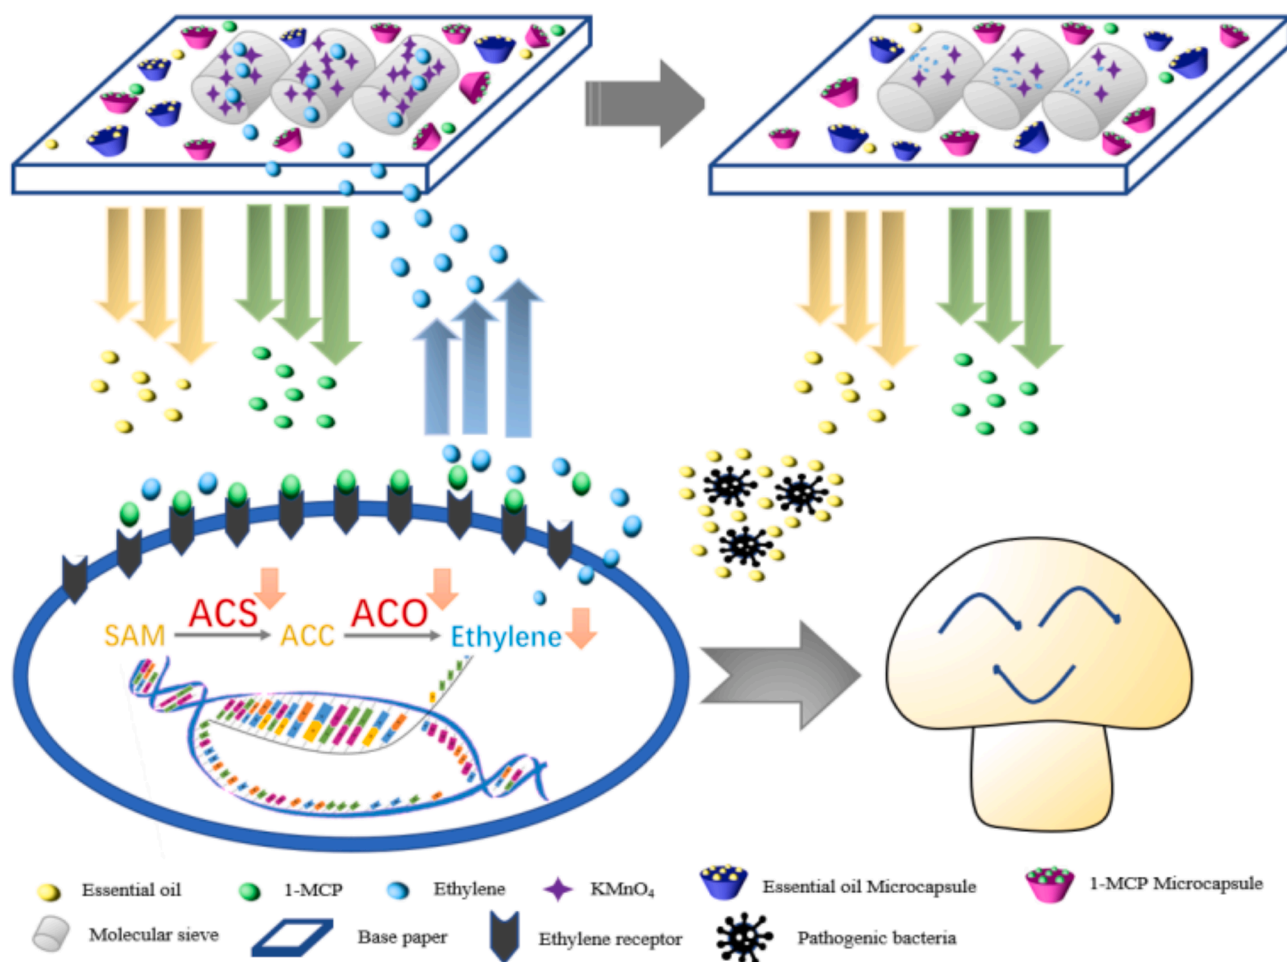 ACS
ACO
SAM
ACC
Ethylene
Essential oil
1-MCP
Ethylene
KMnO₄
Essential oil Microcapsule
1-MCP Microcapsule
Molecular sieve
Base paper
Ethylene receptor
Pathogenic bacteria